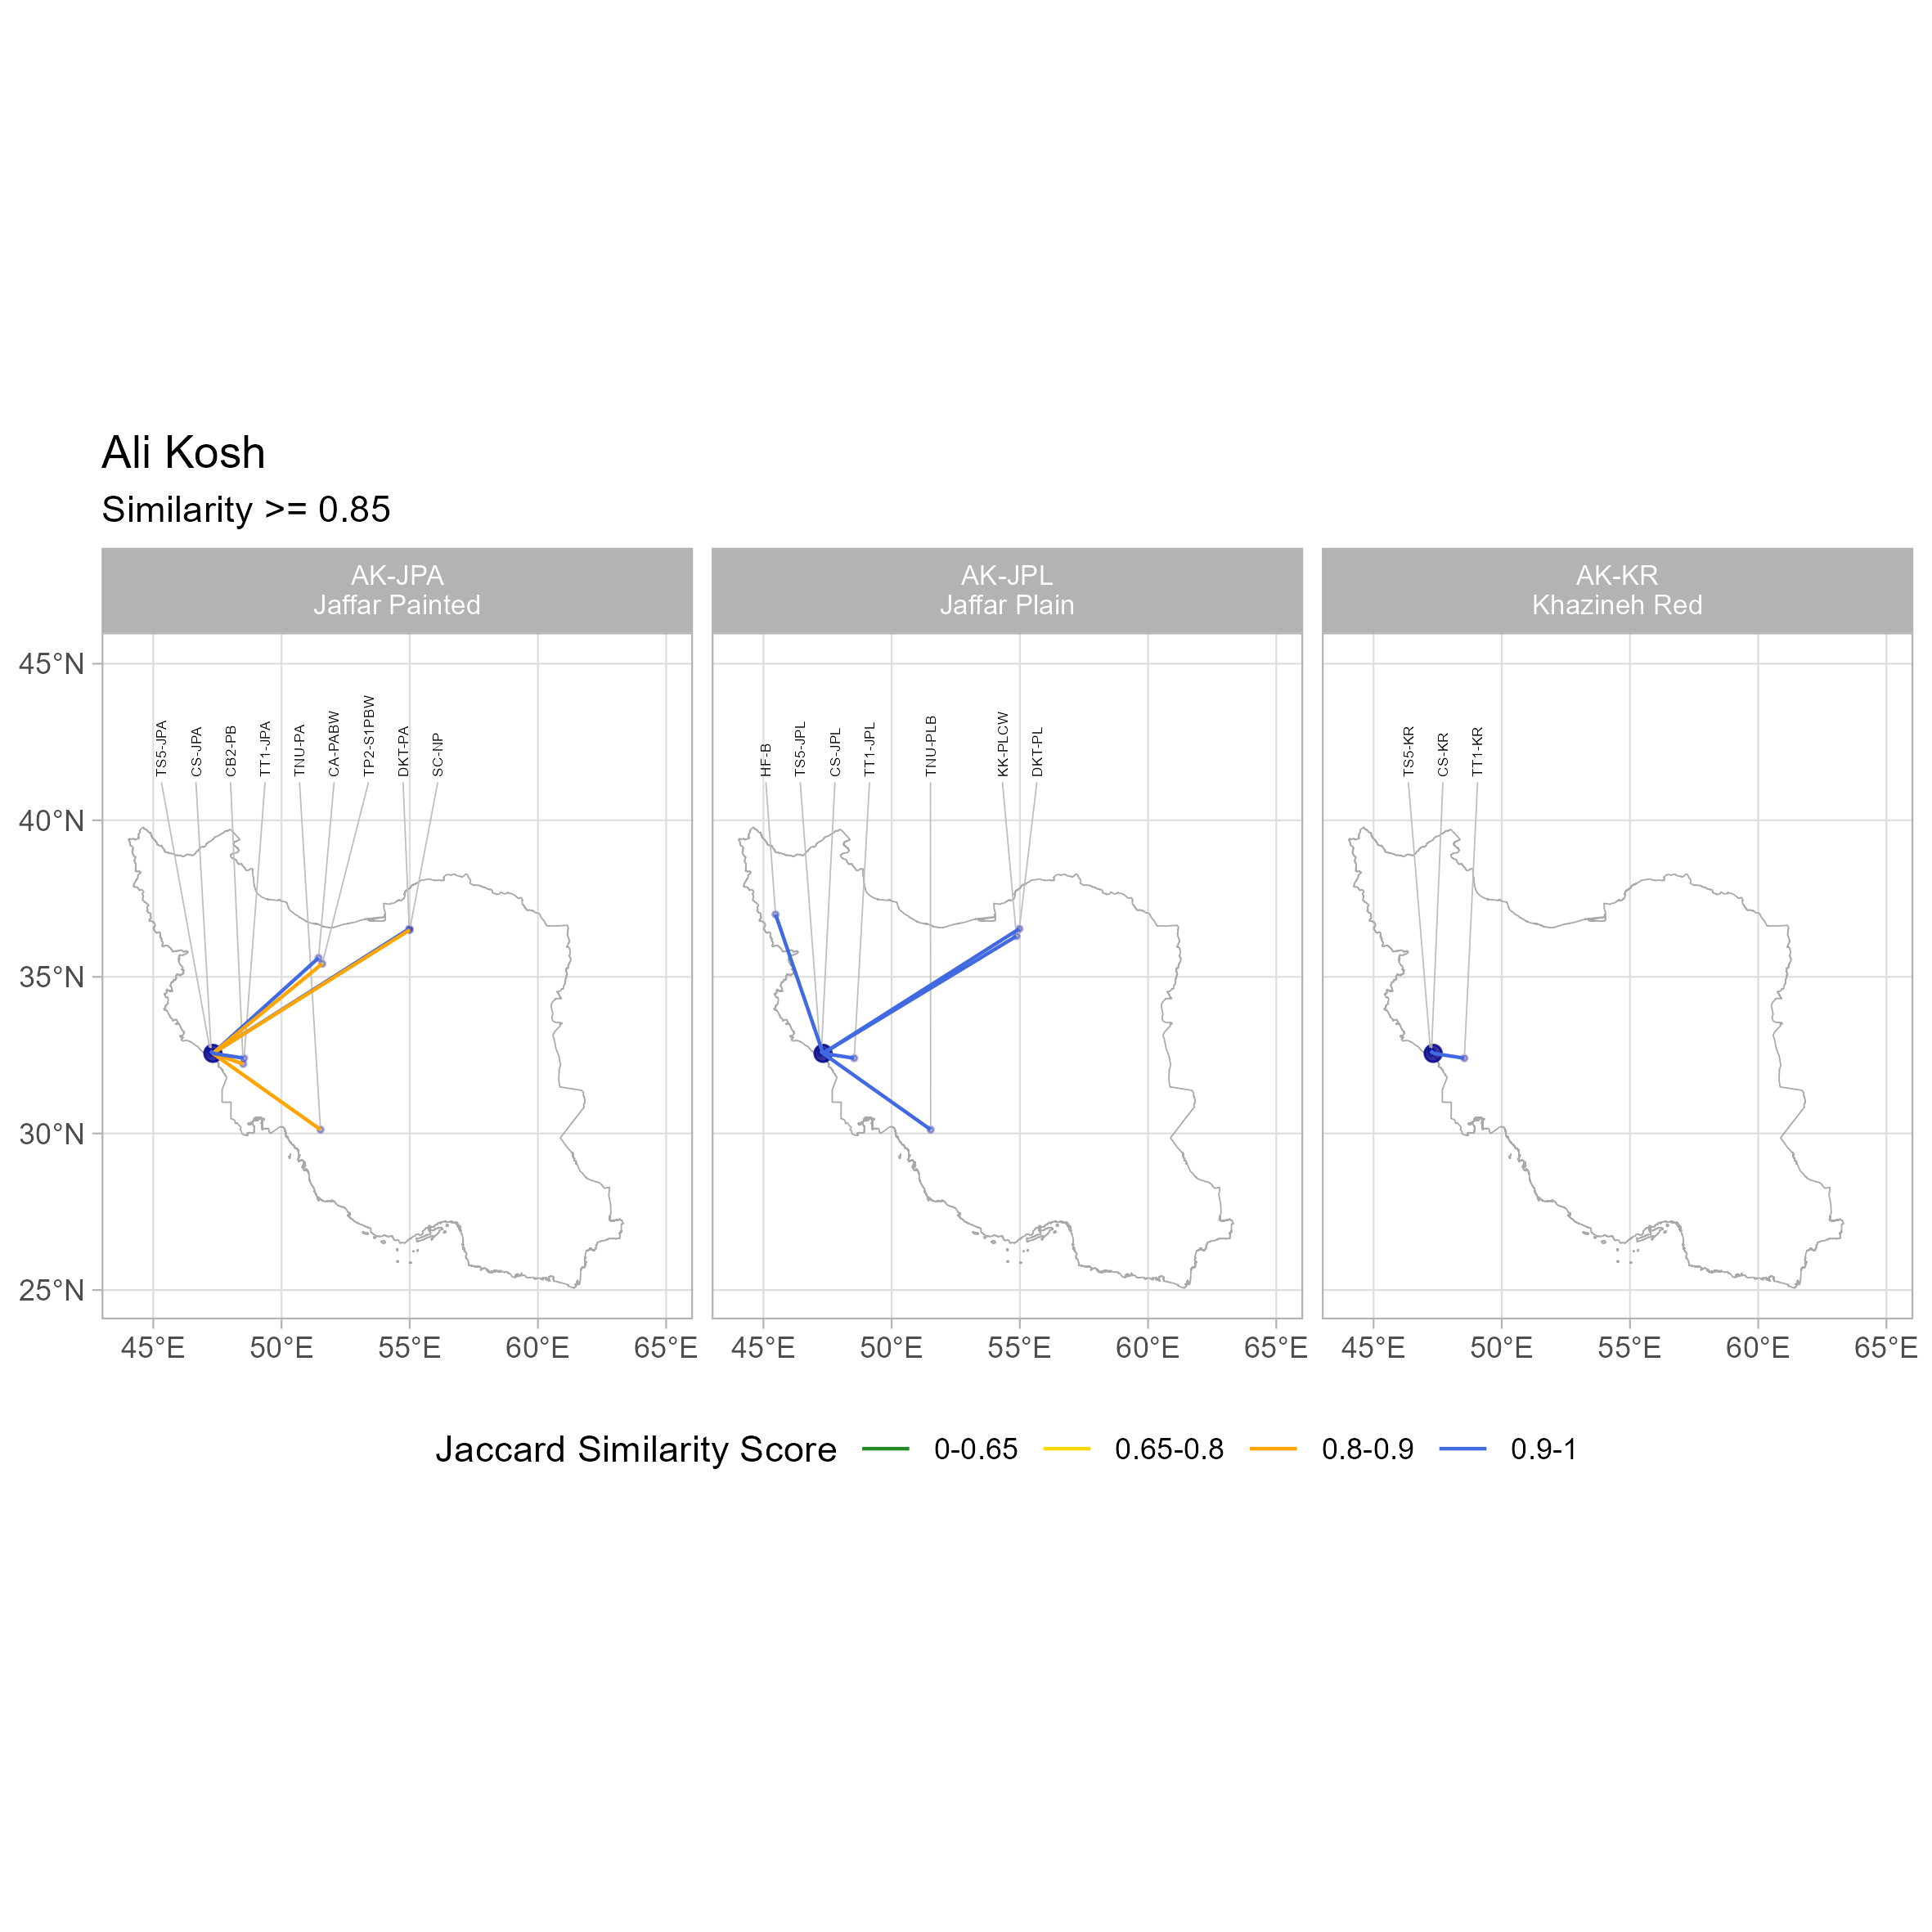 Ali Kosh
Similarity >= 0.85
AK-JPA
Jaffar Painted
AK-JPL
Jaffar Plain
AK-KR
Khazineh Red
45°N
40°N
35°N
30°N
25°N
TS5-JPA
CS-JPA
CB2-PB
TT1-JPA
TNU-PA
CA-PABW
TP2-S1PBW
DKT-PA
SC-NP
HF-B
TS5-JPL
CS-JPL
TT1-JPL
TNU-PLB
KK-PLCW
DKT-PL
TS5-KR
CS-KR
TT1-KR
45°E 50°E 55°E 60°E 65°E
45°E 50°E 55°E 60°E 65°E
45°E 50°E 55°E 60°E 65°E
Jaccard Similarity Score 0-0.65 0.65-0.8 0.8-0.9 0.9-1